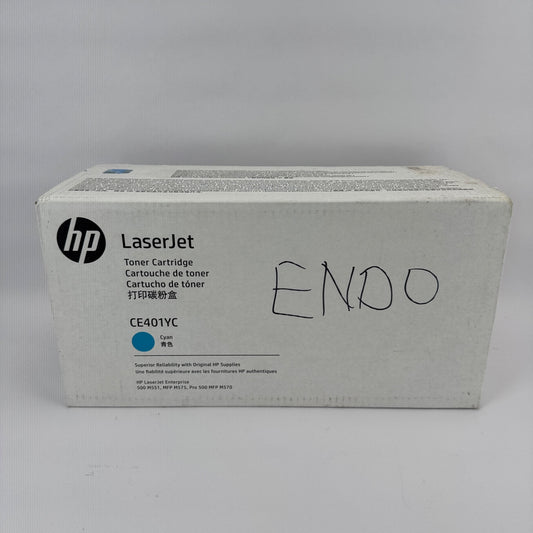 hp
LaserJet
Toner Cartridge
Cartouche de toner
Cartucho de tóner
打印碳粉盒
CE401YC
Cyan
青色
Superior Reliability with Original HP Supplies
Une fiabilité supérieure avec les fournitures HP authentiques
HP LaserJet Enterprise
500 M551, MFP M575, Pro 500 MFP M570
ENDO